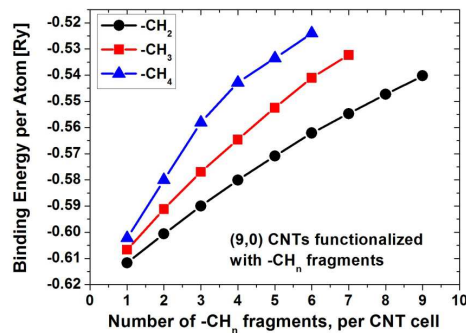 -0.52
-0.53
-0.54
-0.55
-0.56
-0.57
-0.58
-0.59
-0.60
-0.61
-0.62
Binding Energy per Atom [Ry]
-CH₂
-CH₃
-CH₄
(9,0) CNTs functionalized
with -CHₙ fragments
0 1 2 3 4 5 6 7 8 9 10
Number of -CHₙ fragments, per CNT cell